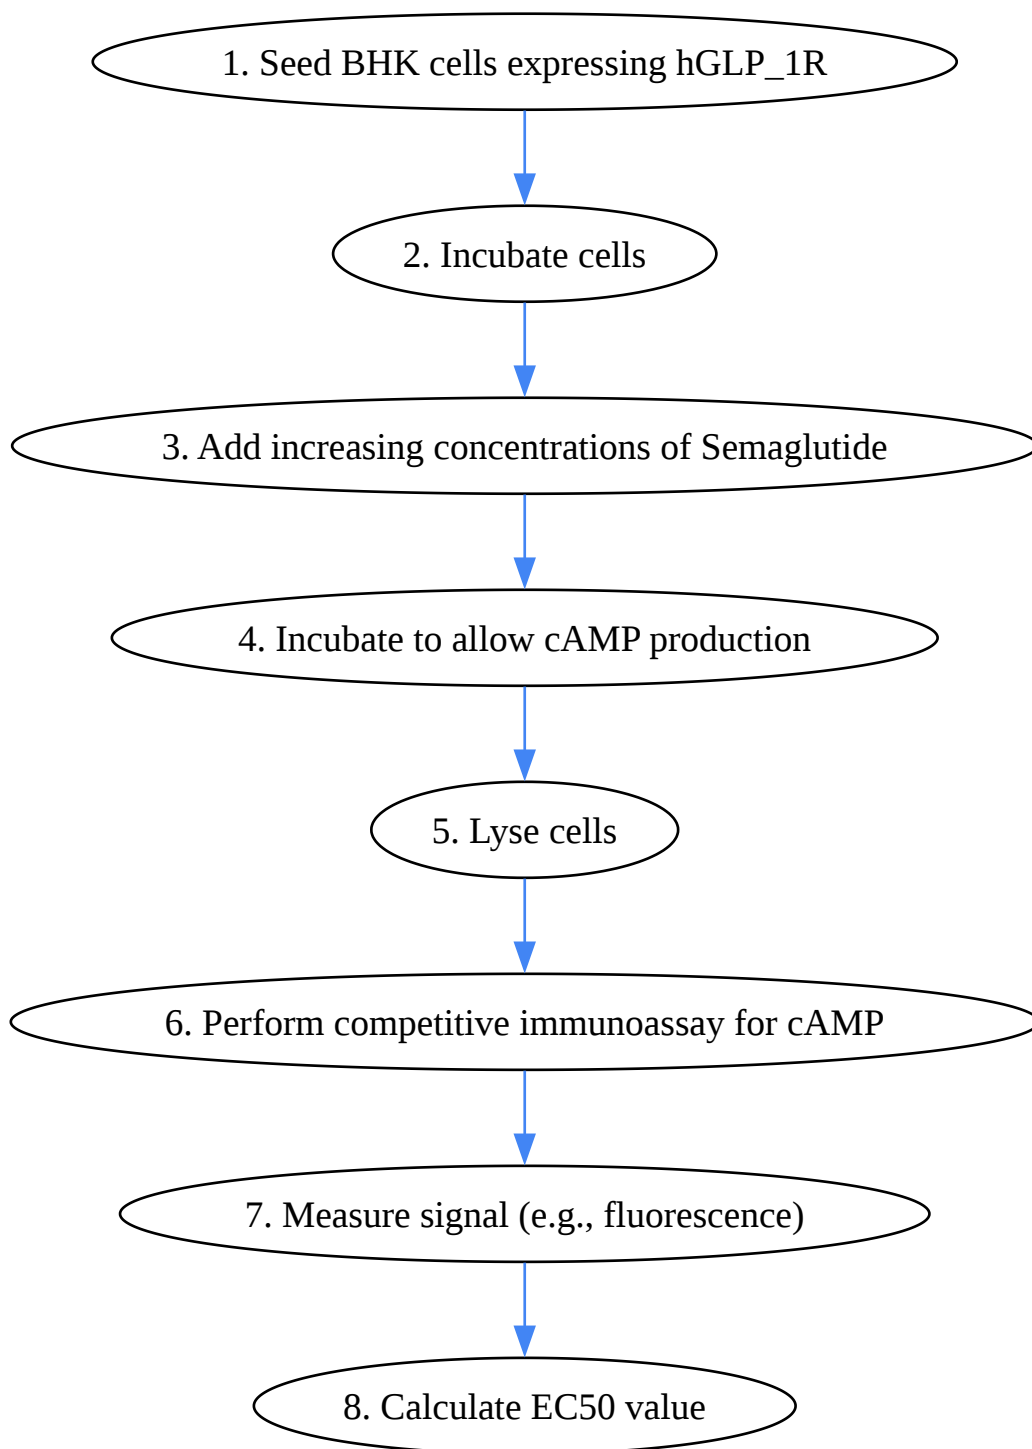 1. Seed BHK cells expressing hGLP_1R
2. Incubate cells
3. Add increasing concentrations of Semaglutide
4. Incubate to allow cAMP production
5. Lyse cells
6. Perform competitive immunoassay for cAMP
7. Measure signal (e.g., fluorescence)
8. Calculate EC50 value